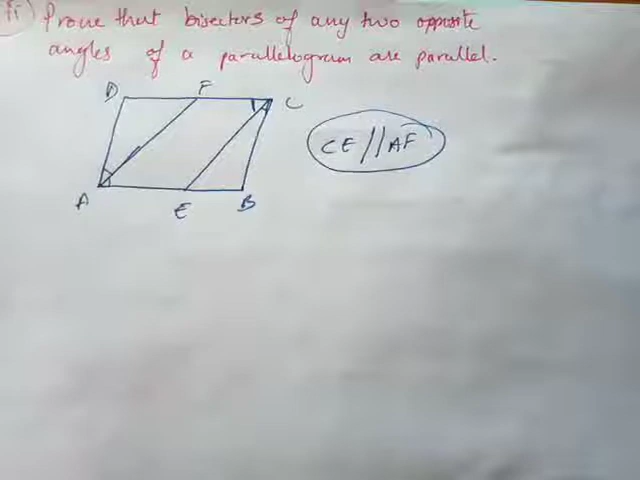 ii) Prove that bisectors of any two opposite
angles of a parallelogram are parallel.
D F C
CE//AF
A E B